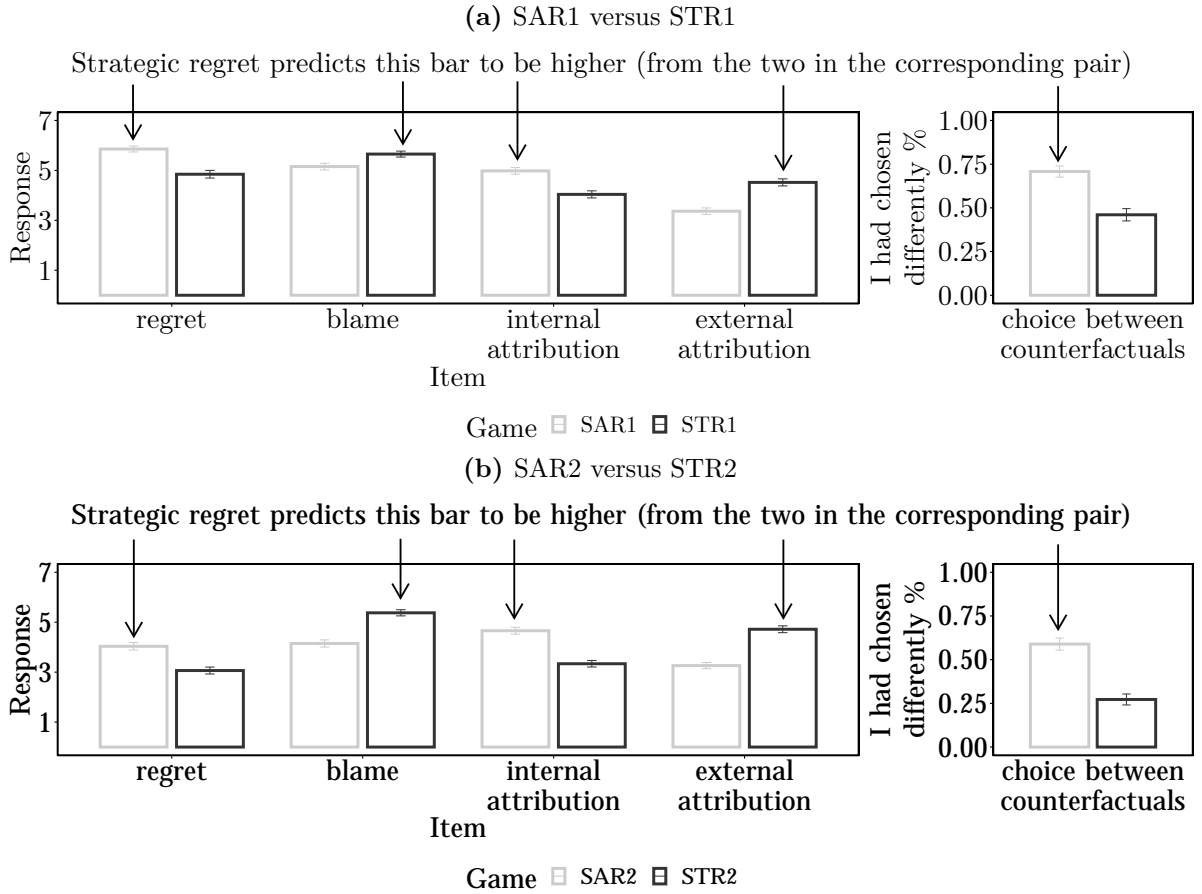 (a) SAR1 versus STR1
Strategic regret predicts this bar to be higher (from the two in the corresponding pair)
Response
7
5
3
1
regret
blame
internal
attribution
external
attribution
Item
I had chosen
differently %
1.00
0.75
0.50
0.25
0.00
choice between
counterfactuals
Game SAR1 STR1
(b) SAR2 versus STR2
Strategic regret predicts this bar to be higher (from the two in the corresponding pair)
Response
7
5
3
1
regret
blame
internal
attribution
external
attribution
Item
I had chosen
differently %
1.00
0.75
0.50
0.25
0.00
choice between
counterfactuals
Game SAR2 STR2